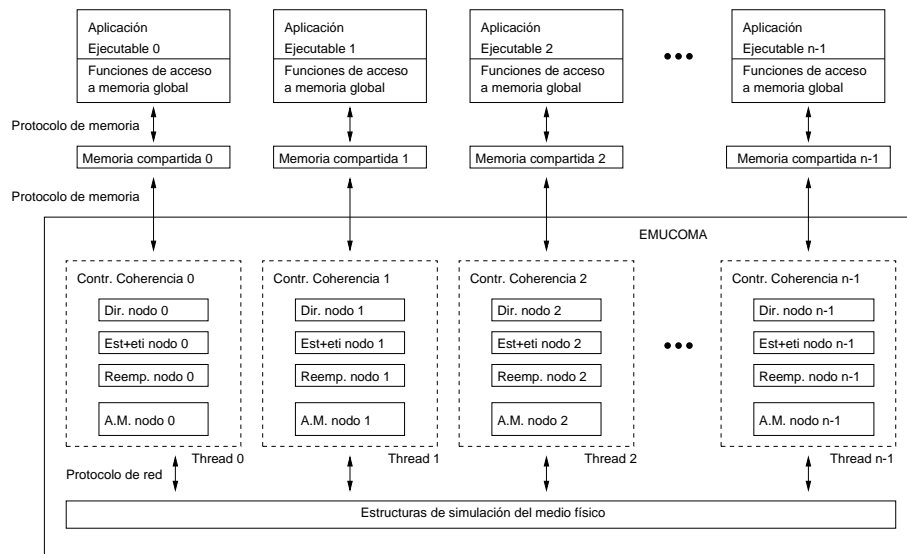 Aplicación
Ejecutable 0
Funciones de acceso
a memoria global
Aplicación
Ejecutable 1
Funciones de acceso
a memoria global
Aplicación
Ejecutable 2
Funciones de acceso
a memoria global
Aplicación
Ejecutable n-1
Funciones de acceso
a memoria global
Protocolo de memoria
Memoria compartida 0
Memoria compartida 1
Memoria compartida 2
Memoria compartida n-1
Protocolo de memoria
EMUCOMA
Contr. Coherencia 0
Dir. nodo 0
Est+eti nodo 0
Reemp. nodo 0
A.M. nodo 0
Thread 0
Contr. Coherencia 1
Dir. nodo 1
Est+eti nodo 1
Reemp. nodo 1
A.M. nodo 1
Thread 1
Contr. Coherencia 2
Dir. nodo 2
Est+eti nodo 2
Reemp. nodo 2
A.M. nodo 2
Thread 2
Contr. Coherencia n-1
Dir. nodo n-1
Est+eti nodo n-1
Reemp. nodo n-1
A.M. nodo n-1
Thread n-1
Protocolo de red
Estructuras de simulación del medio físico